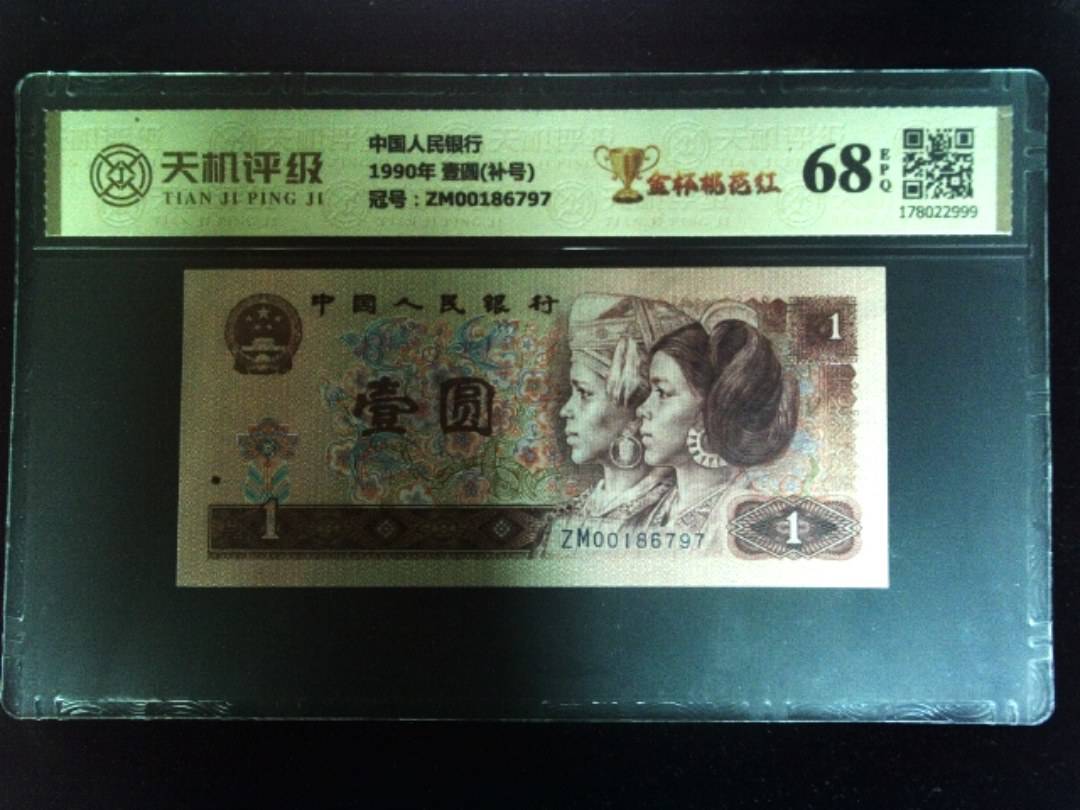 天机评级
TIAN JI PING JI
中国人民银行
1990年 壹圆(补号)
冠号：ZM00186797
金杯桃花红
68
EPQ
178022999
中国人民银行
壹圆
1
1
1
ZM00186797